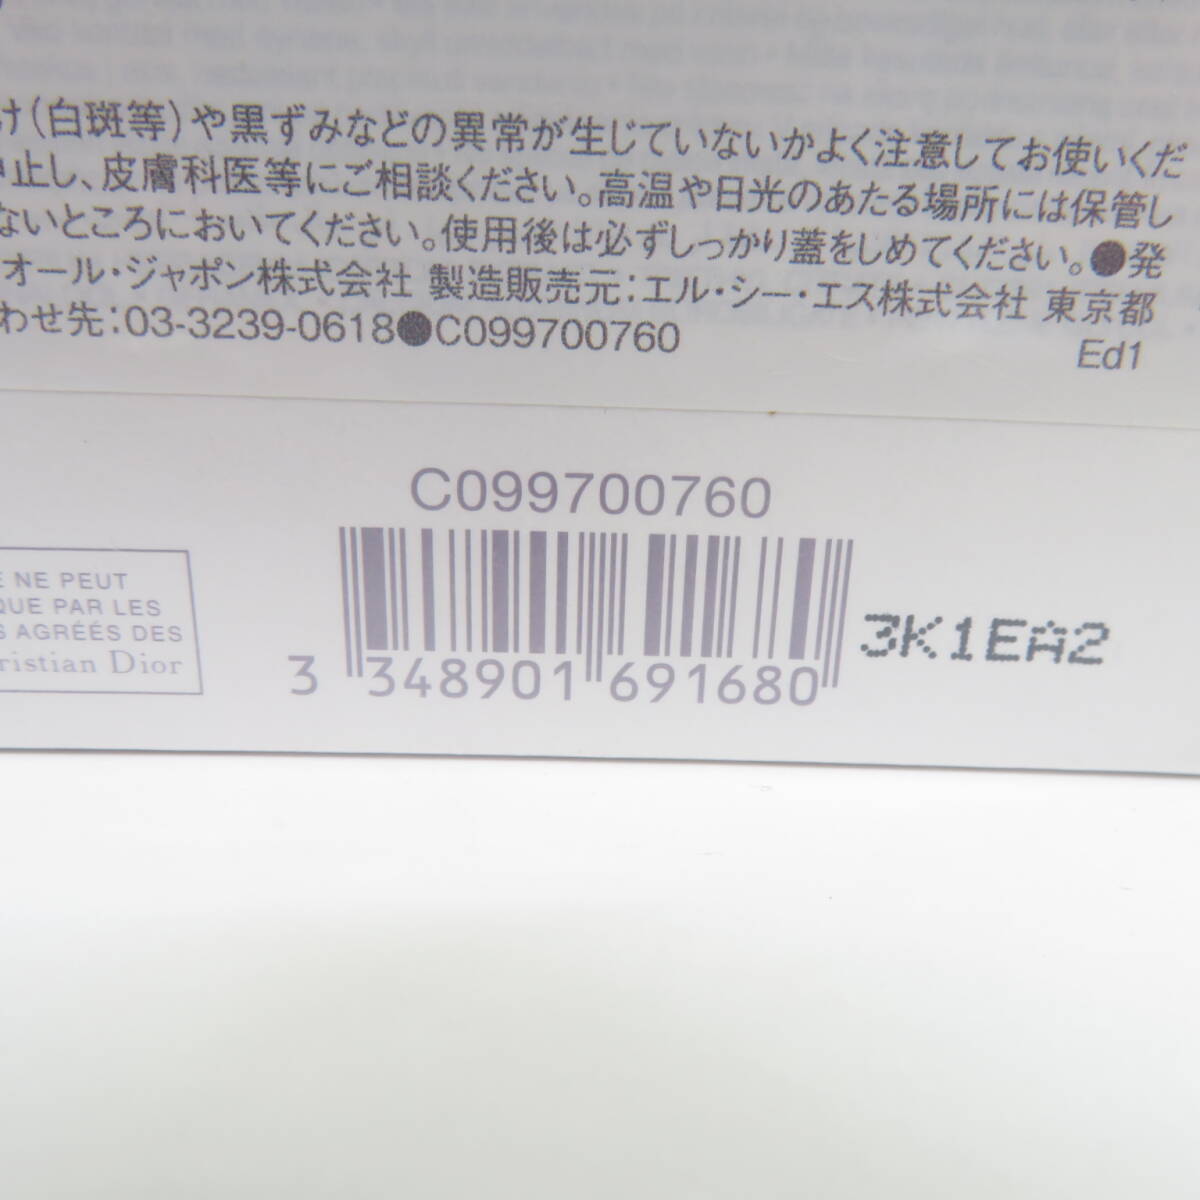 け(白斑等)や黒ずみなどの異常が生じていないかよく注意してお使いくだ
中止し、皮膚科医等にご相談ください。高温や日光のあたる場所には保管し
ないところにおいてください。使用後は必ずしっかり蓋をしめてください。●発
オール・ジャポン株式会社 製造販売元:エル・シー・エス株式会社 東京都
わせ先:03-3239-0618●C099700760
Ed1
C099700760
NE PEUT
QUE PAR LES
AGRÉÉS DES
ristian Dior
3 348901 691680
3K1EA2